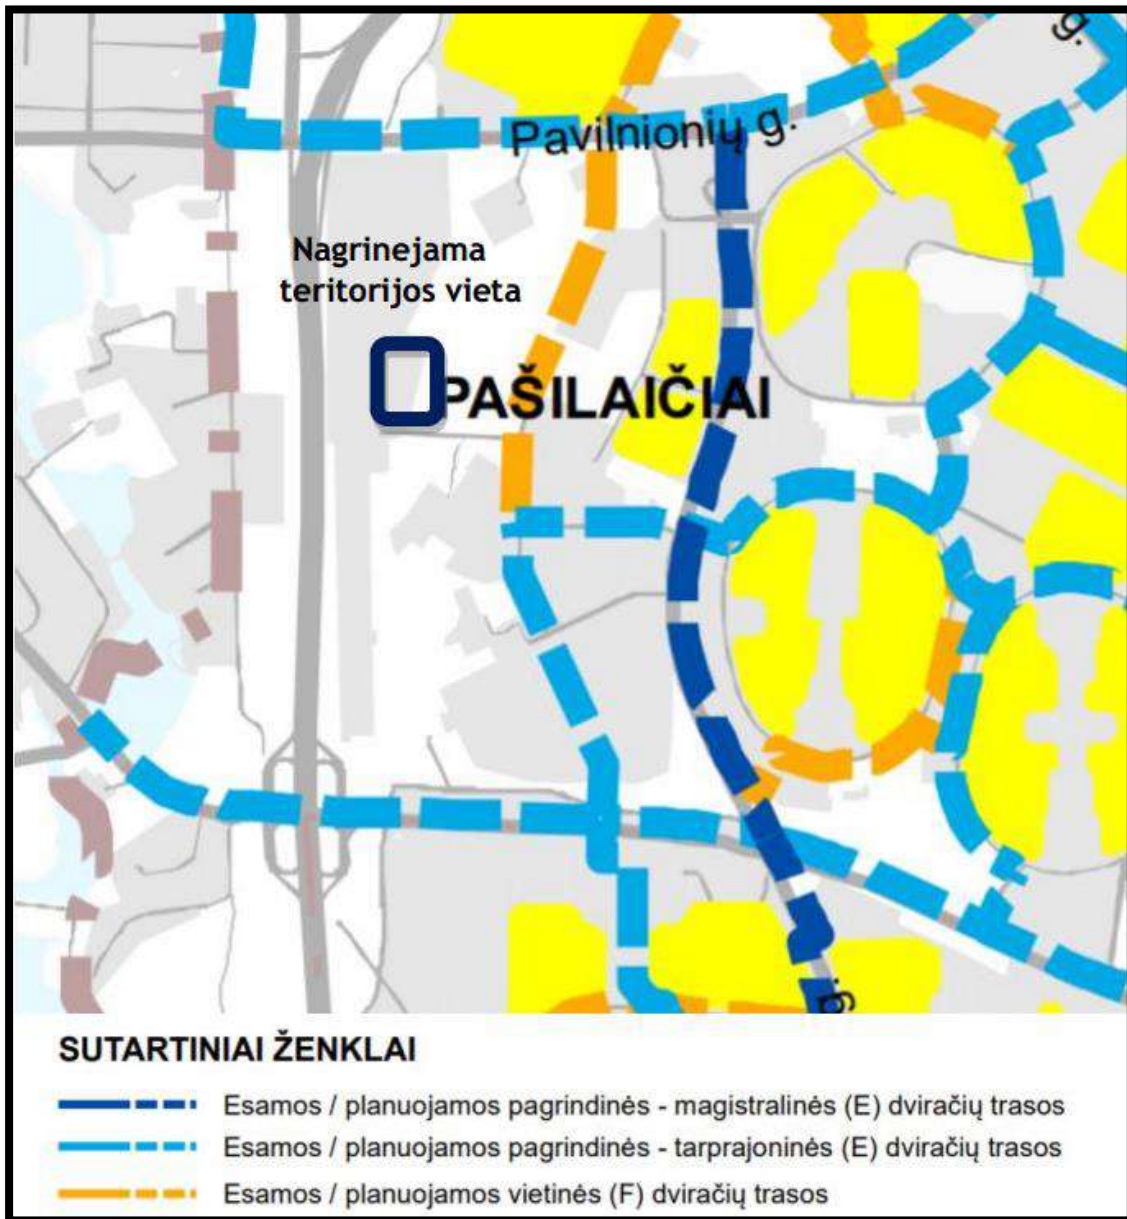 g.
Pavilnionių g.
Nagrinejama
teritorijos vieta
PAŠILAIČIAI
g.
SUTARTINIAI ŽENKLAI
Esamos / planuojamos pagrindinės - magistralinės (E) dviračių trasos
Esamos / planuojamos pagrindinės - tarprajoninės (E) dviračių trasos
Esamos / planuojamos vietinės (F) dviračių trasos